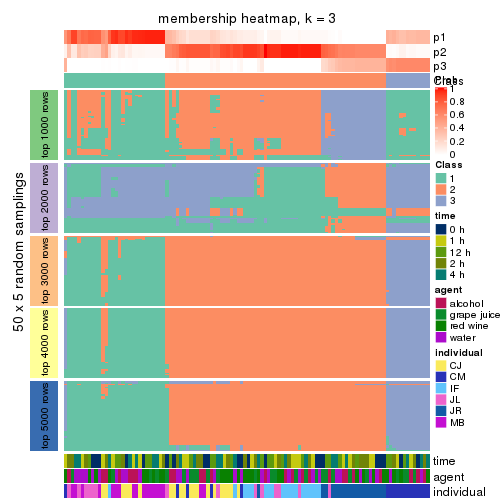 membership heatmap, k = 3
p1
p2
p3
Class
Prob
1
0.8
0.6
0.4
0.2
0
Class
1
2
3
time
0 h
1 h
12 h
2 h
4 h
agent
alcohol
grape juice
red wine
water
individual
CJ
CM
IF
JL
JR
MB
50 x 5 random samplings
top 1000 rows
top 2000 rows
top 3000 rows
top 4000 rows
top 5000 rows
time
agent
individual